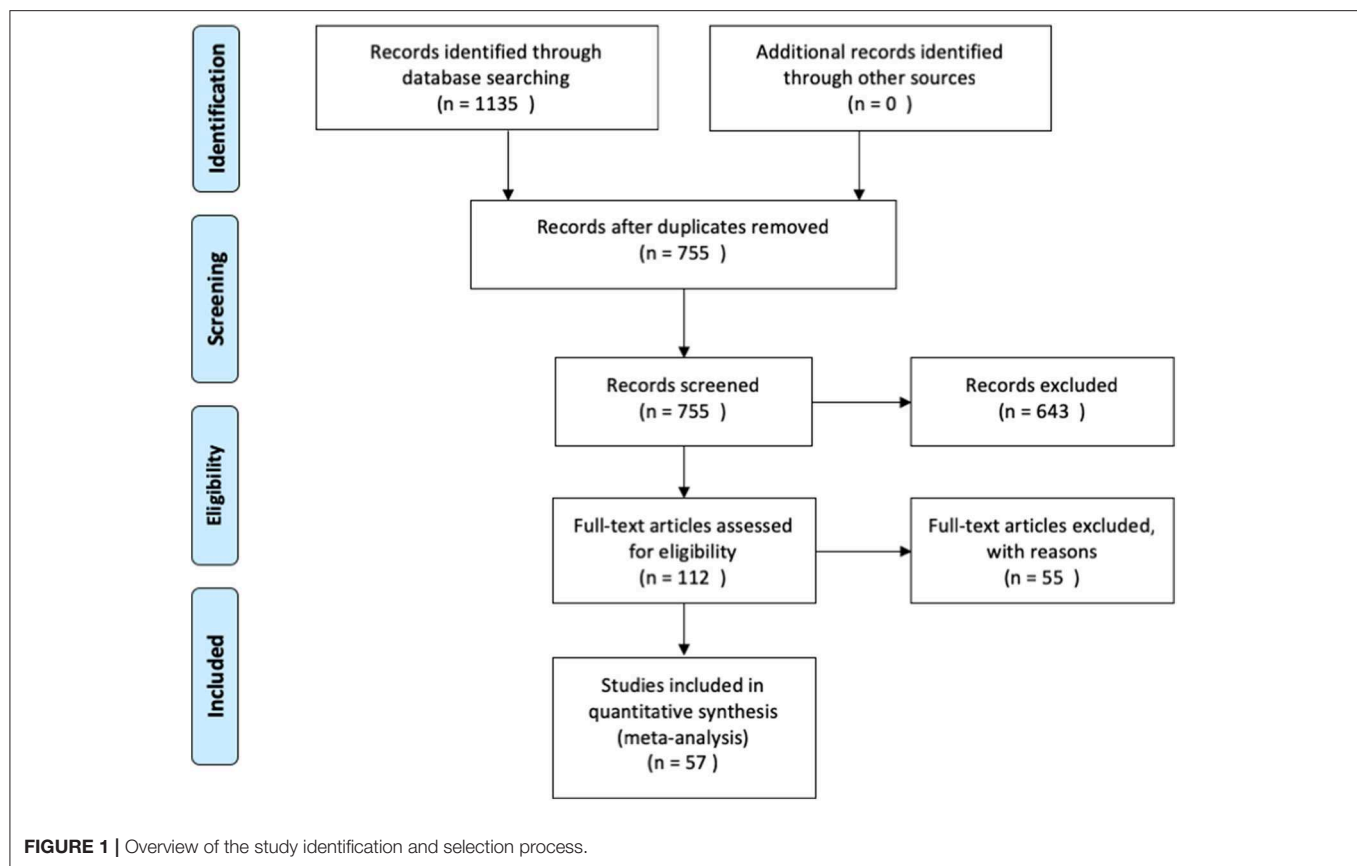 Identification
Records identified through
database searching
(n = 1135 )
Additional records identified
through other sources
(n = 0 )
Screening
Records after duplicates removed
(n = 755 )
Records screened
(n = 755 )
Records excluded
(n = 643 )
Eligibility
Full-text articles assessed
for eligibility
(n = 112 )
Full-text articles excluded,
with reasons
(n = 55 )
Included
Studies included in
quantitative synthesis
(meta-analysis)
(n = 57 )
FIGURE 1 | Overview of the study identification and selection process.